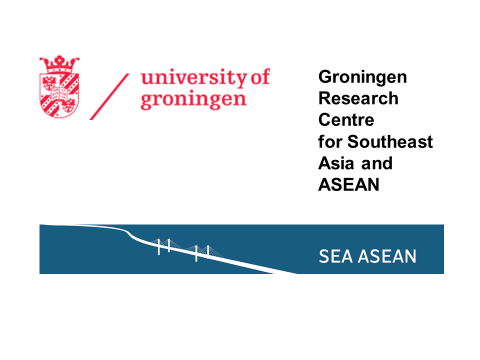 university of
groningen
Groningen
Research
Centre
for Southeast
Asia and
ASEAN
SEA ASEAN